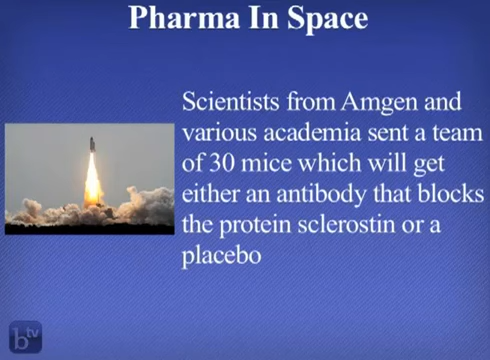 Pharma In Space
Scientists from Amgen and
various academia sent a team
of 30 mice which will get
either an antibody that blocks
the protein sclerostin or a
placebo
btv